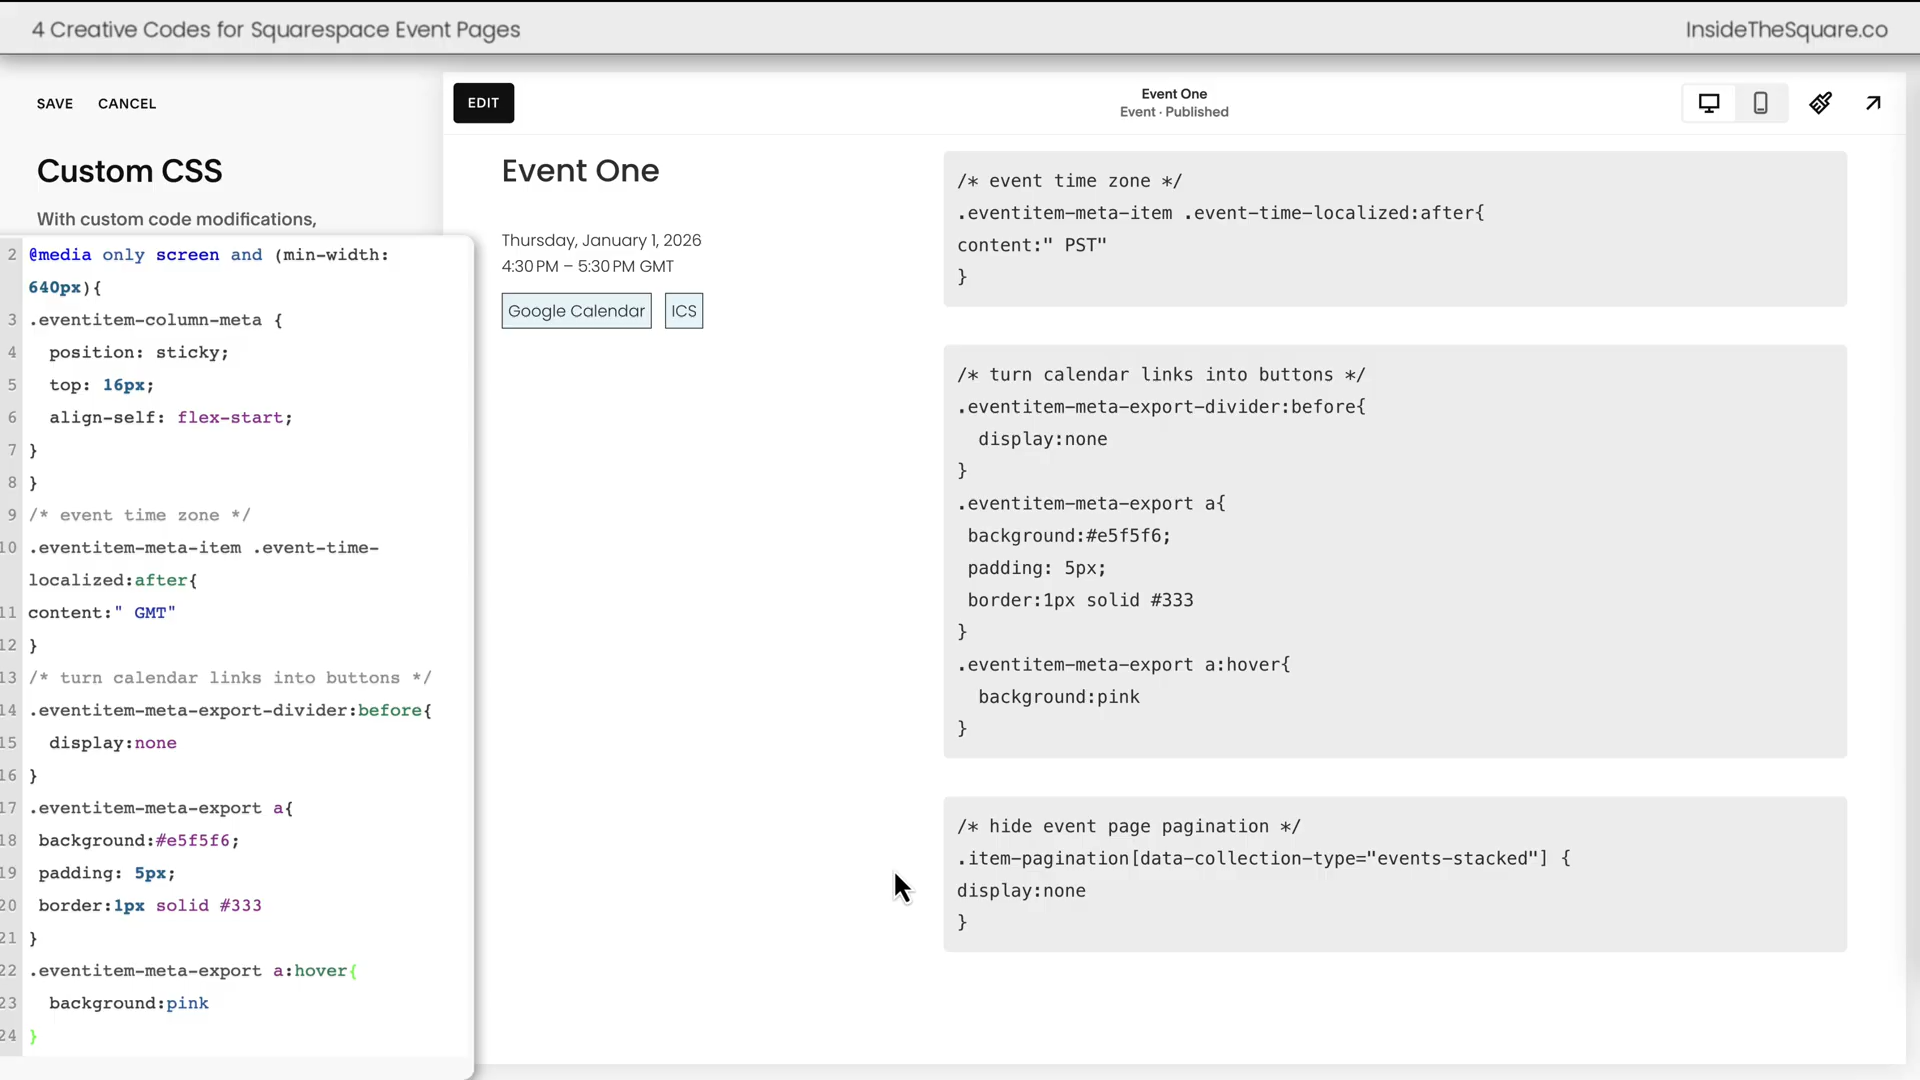 4 Creative Codes for Squarespace Event Pages
InsideTheSquare.co
SAVE CANCEL
EDIT
Event One
Event · Published
Custom CSS
With custom code modifications,
2 @media only screen and (min-width:
640px){
3 .eventitem-column-meta {
4 position: sticky;
5 top: 16px;
6 align-self: flex-start;
7 }
8 }
9 /* event time zone */
10 .eventitem-meta-item .event-time-
localized:after{
11 content:" GMT"
12 }
13 /* turn calendar links into buttons */
14 .eventitem-meta-export-divider:before{
15 display:none
16 }
17 .eventitem-meta-export a{
18 background:#e5f5f6;
19 padding: 5px;
20 border:1px solid #333
21 }
22 .eventitem-meta-export a:hover{
23 background:pink
24 }
Event One
Thursday, January 1, 2026
4:30 PM – 5:30 PM GMT
Google Calendar ICS
/* event time zone */
.eventitem-meta-item .event-time-localized:after{
content:" PST"
}
/* turn calendar links into buttons */
.eventitem-meta-export-divider:before{
display:none
}
.eventitem-meta-export a{
background:#e5f5f6;
padding: 5px;
border:1px solid #333
}
.eventitem-meta-export a:hover{
background:pink
}
/* hide event page pagination */
.item-pagination[data-collection-type="events-stacked"] {
display:none
}